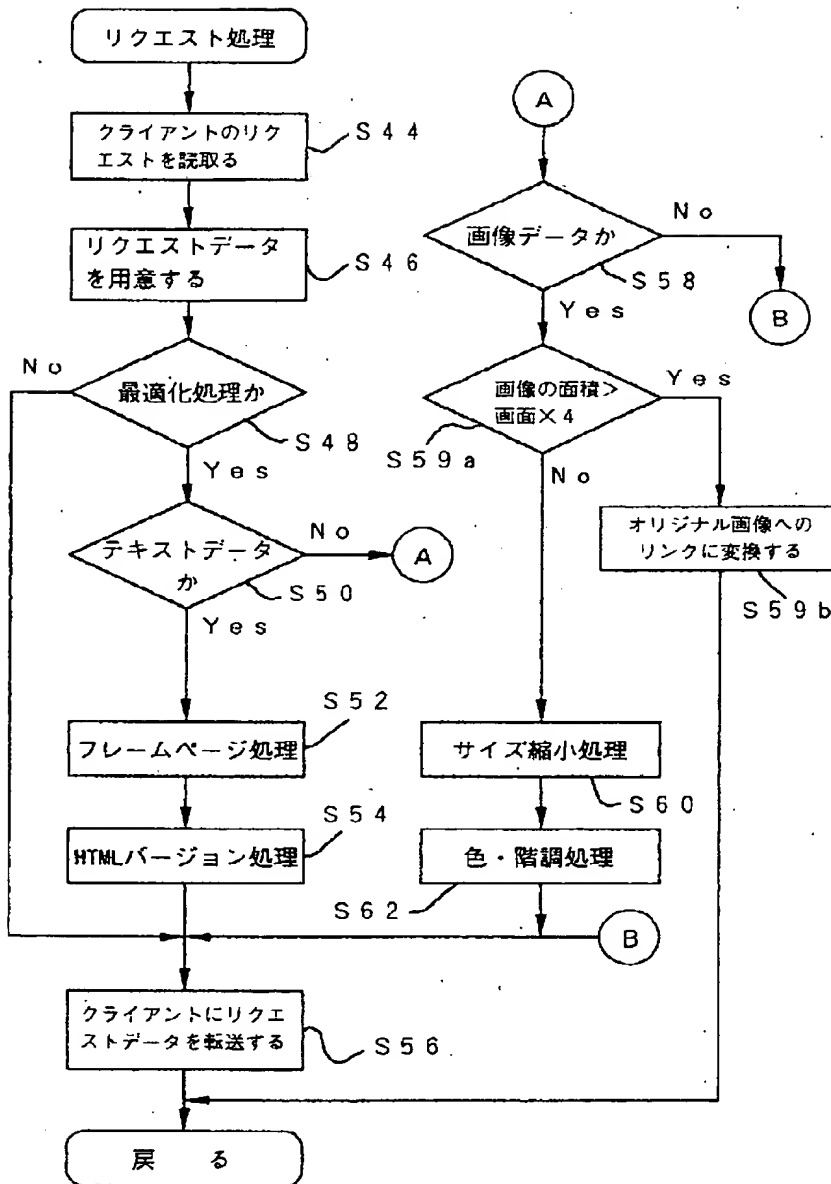 リクエスト処理
クライアントのリク
エストを読取る
S44
リクエストデータ
を用意する
S46
No
最適化処理か
S48
Yes
テキストデータ
か
No
A
S50
Yes
フレームページ処理
S52
HTMLバージョン処理
S54
クライアントにリクエ
ストデータを転送する
S56
戻る
A
画像データか
No
S58
B
Yes
画像の面積>
画面×4
Yes
S59a
No
オリジナル画像への
リンクに変換する
S59b
サイズ縮小処理
S60
色・階調処理
S62
B